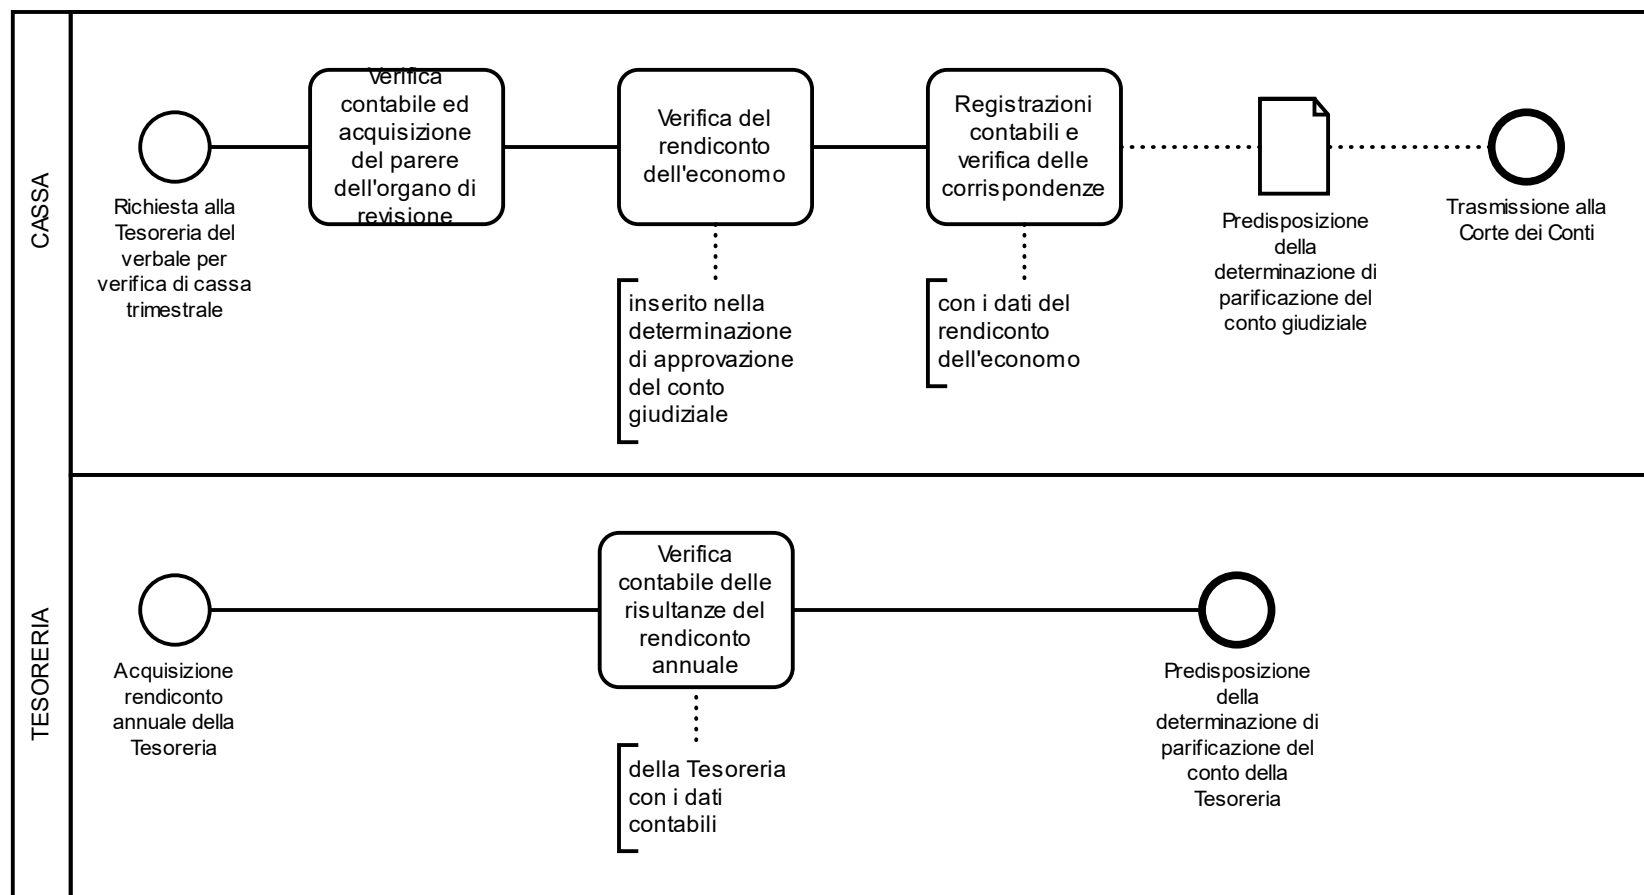 CASSA
Richiesta alla
Tesoreria del
verbale per
verifica di cassa
trimestrale
Verifica
contabile ed
acquisizione
del parere
dell'organo di
revisione
Verifica del
rendiconto
dell'economo
inserito nella
determinazione
di approvazione
del conto
giudiziale
Registrazioni
contabili e
verifica delle
corrispondenze
con i dati del
rendiconto
dell'economo
Predisposizione
della
determinazione di
parificazione del
conto giudiziale
Trasmissione alla
Corte dei Conti
TESORERIA
Acquisizione
rendiconto
annuale della
Tesoreria
Verifica
contabile delle
risultanze del
rendiconto
annuale
della Tesoreria
con i dati
contabili
Predisposizione
della
determinazione di
parificazione del
conto della
Tesoreria